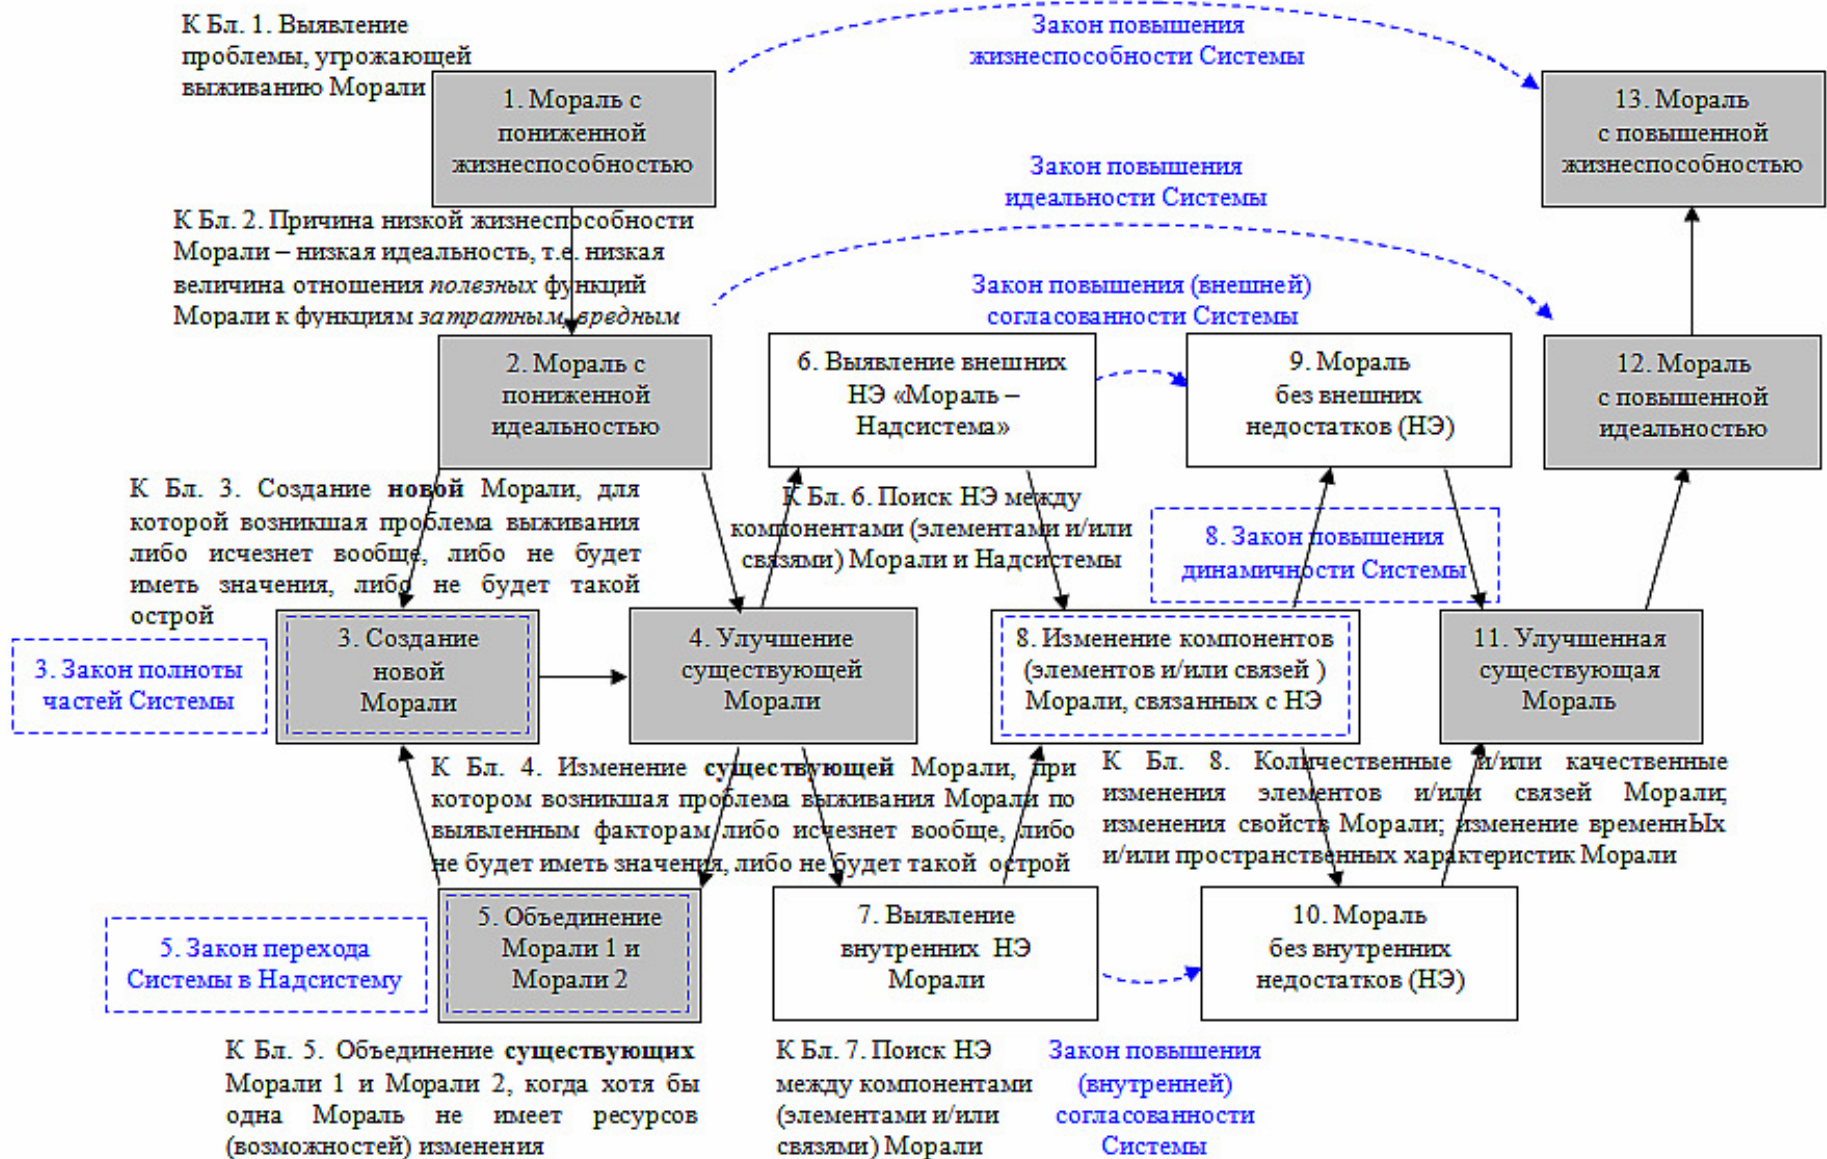 К Бл. 1. Выявление
проблемы, угрожающей
выживанию Морали
1. Мораль с
пониженной
жизнеспособностью
Закон повышения
жизнеспособности Системы
13. Мораль
с повышенной
жизнеспособностью
Закон повышения
идеальности Системы
К Бл. 2. Причина низкой жизнеспособности
Морали – низкая идеальность, т.е. низкая
величина отношения полезных функций
Морали к функциям затратным, вредным
Закон повышения (внешней)
согласованности Системы
2. Мораль с
пониженной
идеальностью
6. Выявление внешних
НЭ «Мораль –
Надсистема»
9. Мораль
без внешних
недостатков (НЭ)
12. Мораль
с повышенной
идеальностью
К Бл. 3. Создание новой Морали, для
которой возникшая проблема выживания
либо исчезнет вообще, либо не будет
иметь значения, либо не будет такой
острой
К Бл. 6. Поиск НЭ между
компонентами (элементами и/или
связями) Морали и Надсистемы
8. Закон повышения
динамичности Системы
3. Закон полноты
частей Системы
3. Создание
новой
Морали
4. Улучшение
существующей
Морали
8. Изменение компонентов
(элементов и/или связей )
Морали, связанных с НЭ
11. Улучшенная
существующая
Мораль
К Бл. 4. Изменение существующей Морали, при
котором возникшая проблема выживания Морали по
выявленным факторам либо исчезнет вообще, либо
не будет иметь значения, либо не будет такой острой
К Бл. 8. Количественные и/или качественные
изменения элементов и/или связей Морали;
изменения свойств Морали; изменение временнЫх
и/или пространственных характеристик Морали
5. Закон перехода
Системы в Надсистему
5. Объединение
Морали 1 и
Морали 2
7. Выявление
внутренних НЭ
Морали
10. Мораль
без внутренних
недостатков (НЭ)
К Бл. 5. Объединение существующих
Морали 1 и Морали 2, когда хотя бы
одна Мораль не имеет ресурсов
(возможностей) изменения
К Бл. 7. Поиск НЭ
между компонентами
(элементами и/или
связями) Морали
Закон повышения
(внутренней)
согласованности
Системы